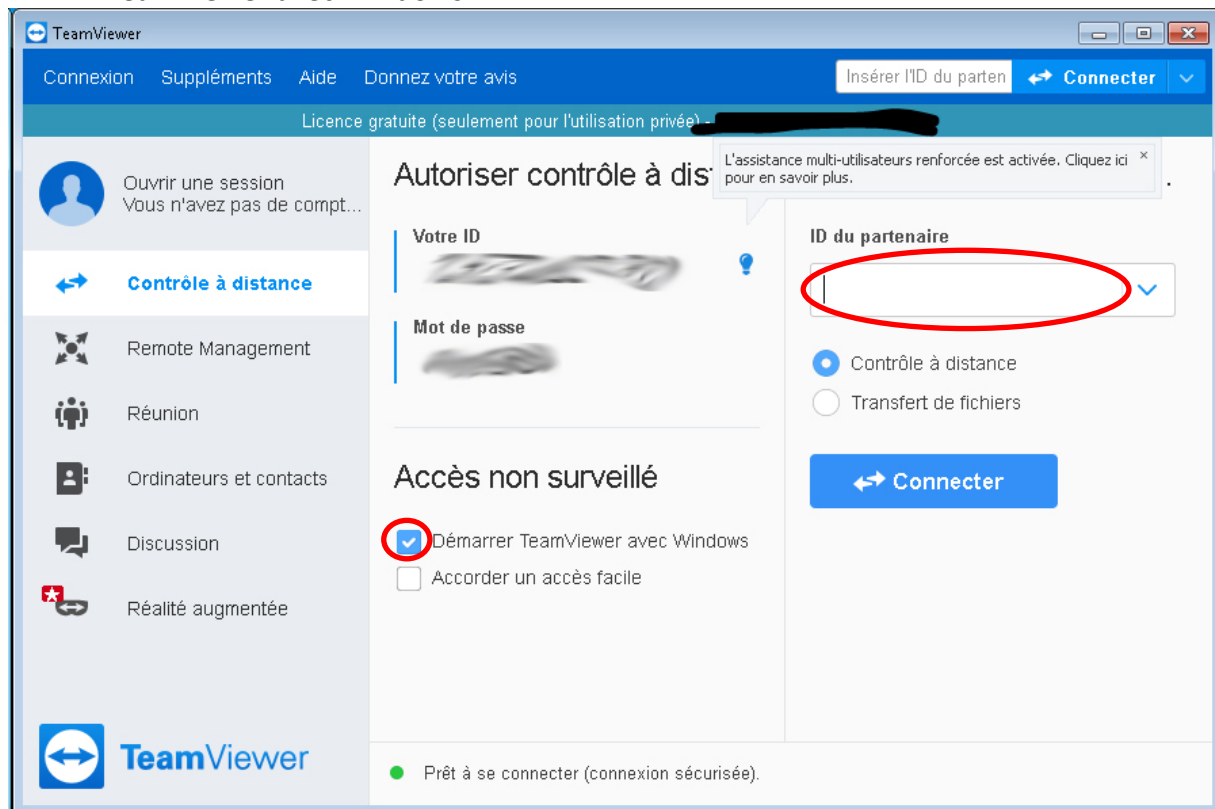 TeamViewer
Connexion Suppléments Aide Donnez votre avis
Insérer l'ID du parten
Connecter
Licence gratuite (seulement pour l'utilisation privée) -
L'assistance multi-utilisateurs renforcée est activée. Cliquez ici
pour en savoir plus.
Ouvrir une session
Vous n'avez pas de compt...
Contrôle à distance
Remote Management
Réunion
Ordinateurs et contacts
Discussion
Réalité augmentée
TeamViewer
Autoriser contrôle à dis
Votre ID
Mot de passe
Accès non surveillé
Démarrer TeamViewer avec Windows
Accorder un accès facile
ID du partenaire
Contrôle à distance
Transfert de fichiers
Connecter
Prêt à se connecter (connexion sécurisée).